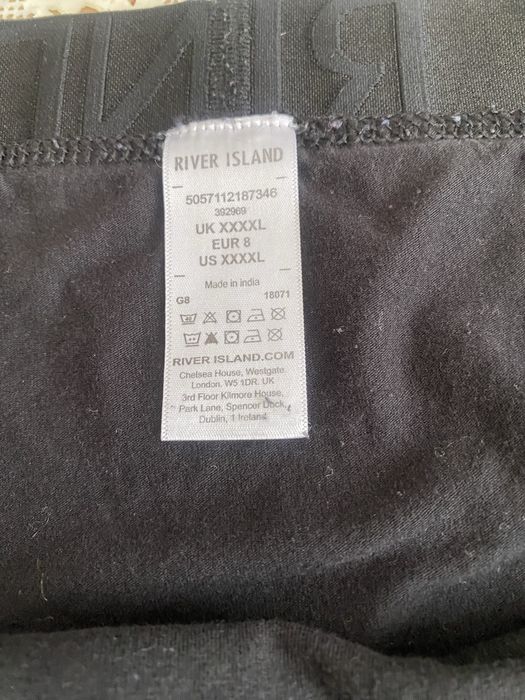 RIVER ISLAND
5057112187346
392969
UK XXXXL
EUR 8
US XXXXL
Made in india
G8 18071
RIVER ISLAND.COM
Chelsea House, Westgate,
London. W5 1DR. UK
3rd Floor Kilmore House,
Park Lane, Spencer Dock,
Dublin, 1 Ireland